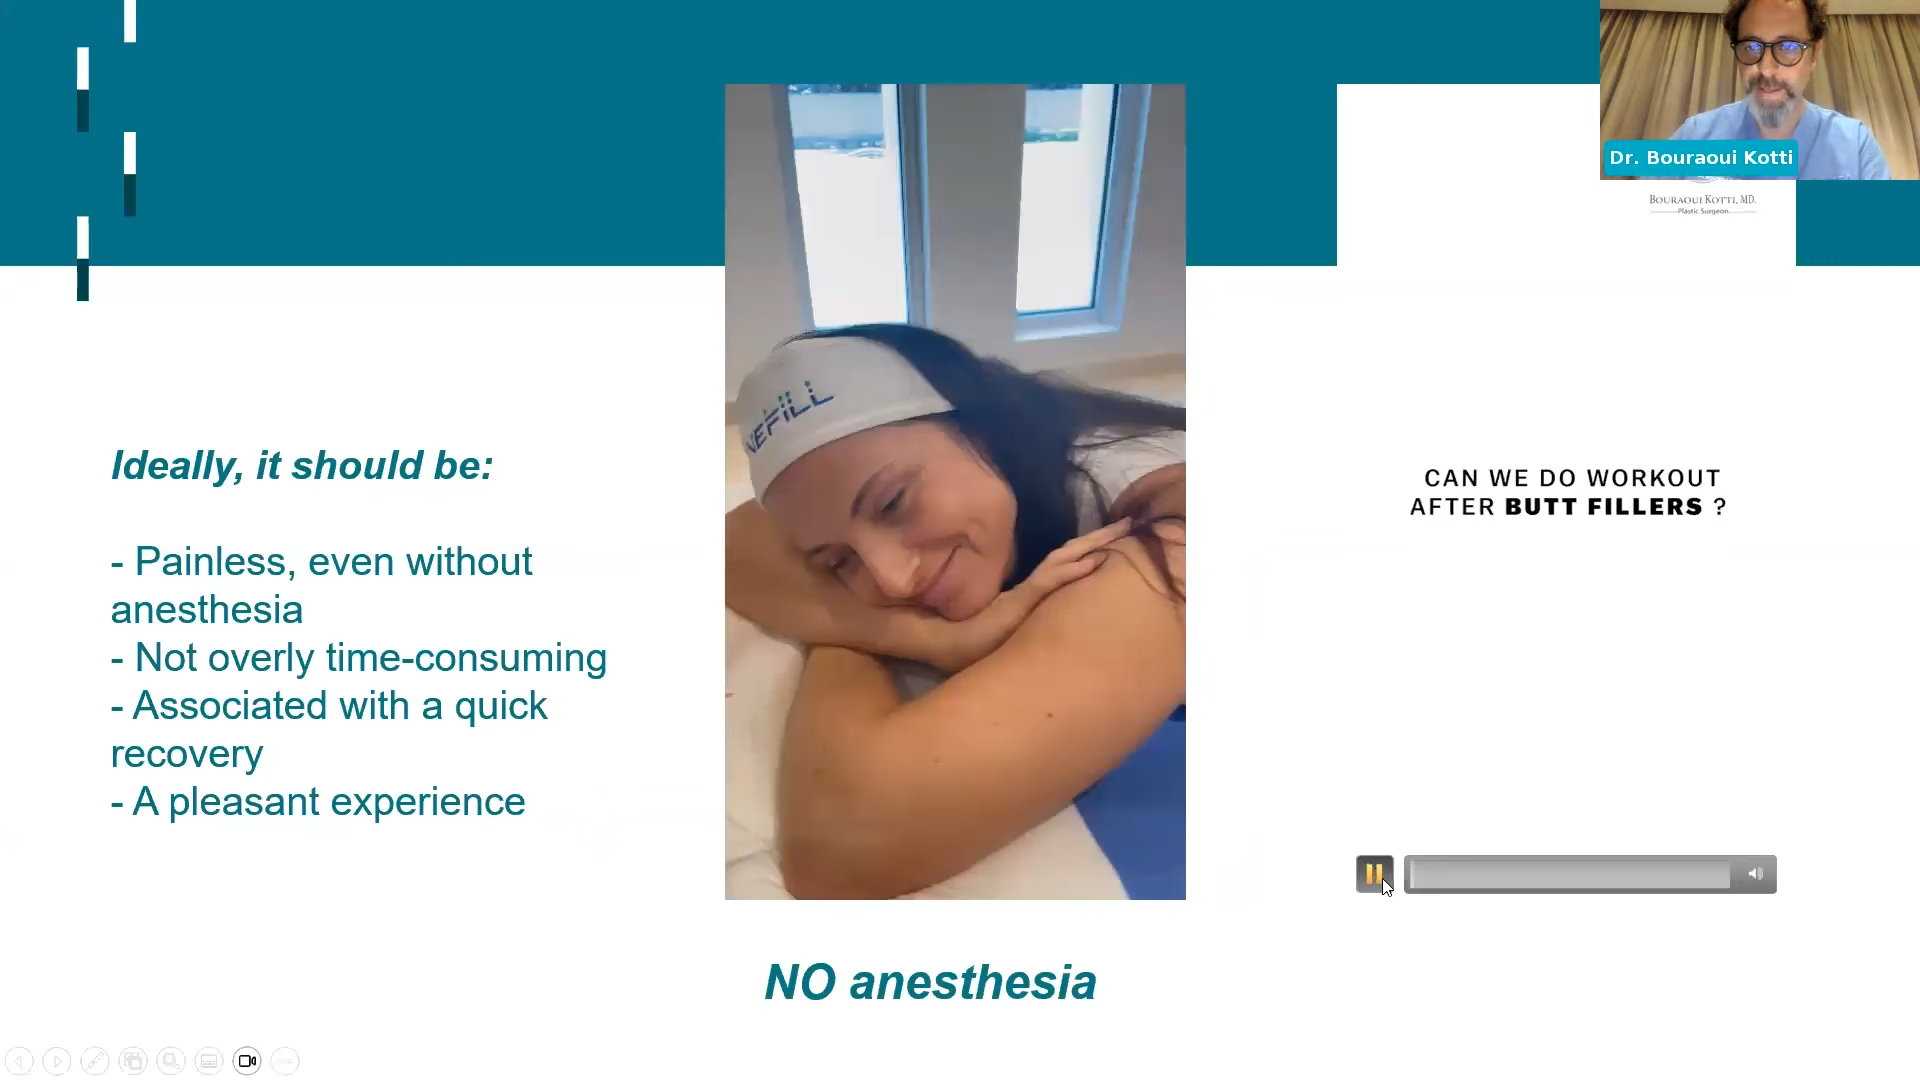 Dr. Bouraoui Kotti
BOURAOUI KOTTI, MD.
Plastic Surgeon
NEFILL
Ideally, it should be:
- Painless, even without
anesthesia
- Not overly time-consuming
- Associated with a quick
recovery
- A pleasant experience
CAN WE DO WORKOUT
AFTER BUTT FILLERS ?
NO anesthesia